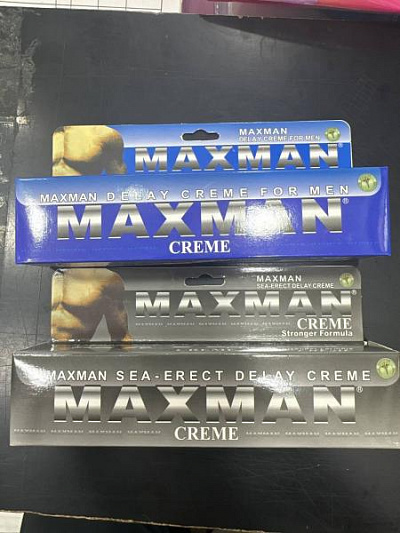 MAXMAN
DELAY CREME FOR MEN
MAXMAN®
MAXMAN DELAY CREME FOR MEN
MAXMAN®
CREME
MAXMAN
SEA-ERECT DELAY CREME
MAXMAN®
CREME
Stronger Formula
MAXMAN SEA-ERECT DELAY CREME
MAXMAN®
CREME